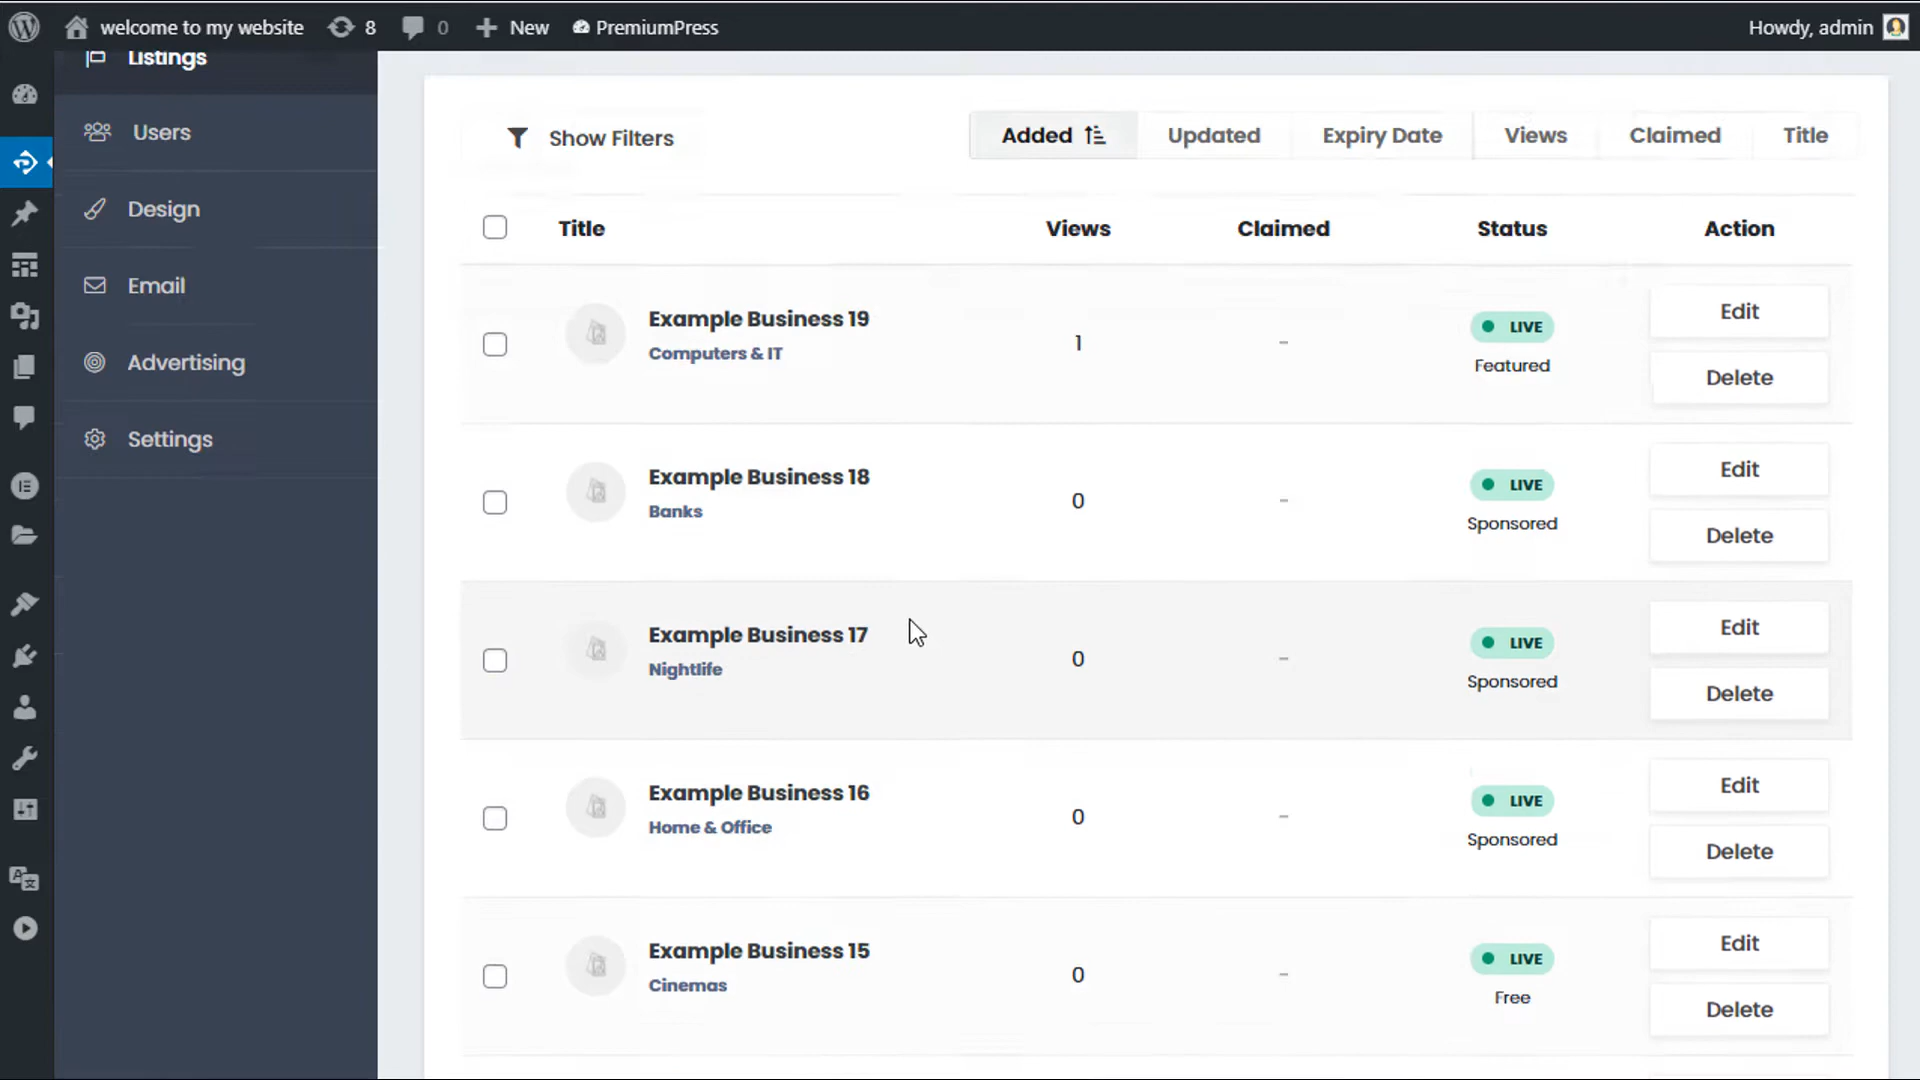 welcome to my website 8 0 New PremiumPress Howdy, admin
Listings
Users
Design
Email
Advertising
Settings
Show Filters Added Updated Expiry Date Views Claimed Title
Title Views Claimed Status Action
Example Business 19
Computers & IT
1 - LIVE
Featured
Edit
Delete
Example Business 18
Banks
0 - LIVE
Sponsored
Edit
Delete
Example Business 17
Nightlife
0 - LIVE
Sponsored
Edit
Delete
Example Business 16
Home & Office
0 - LIVE
Sponsored
Edit
Delete
Example Business 15
Cinemas
0 - LIVE
Free
Edit
Delete